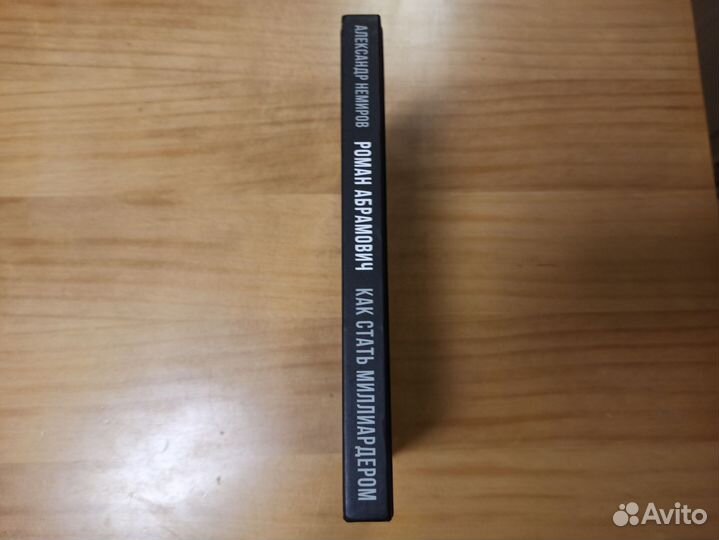 АЛЕКСАНДР НЕМИРОВ РОМАН АБРАМОВИЧ КАК СТАТЬ МИЛЛИАРДЕРОМ
Avito